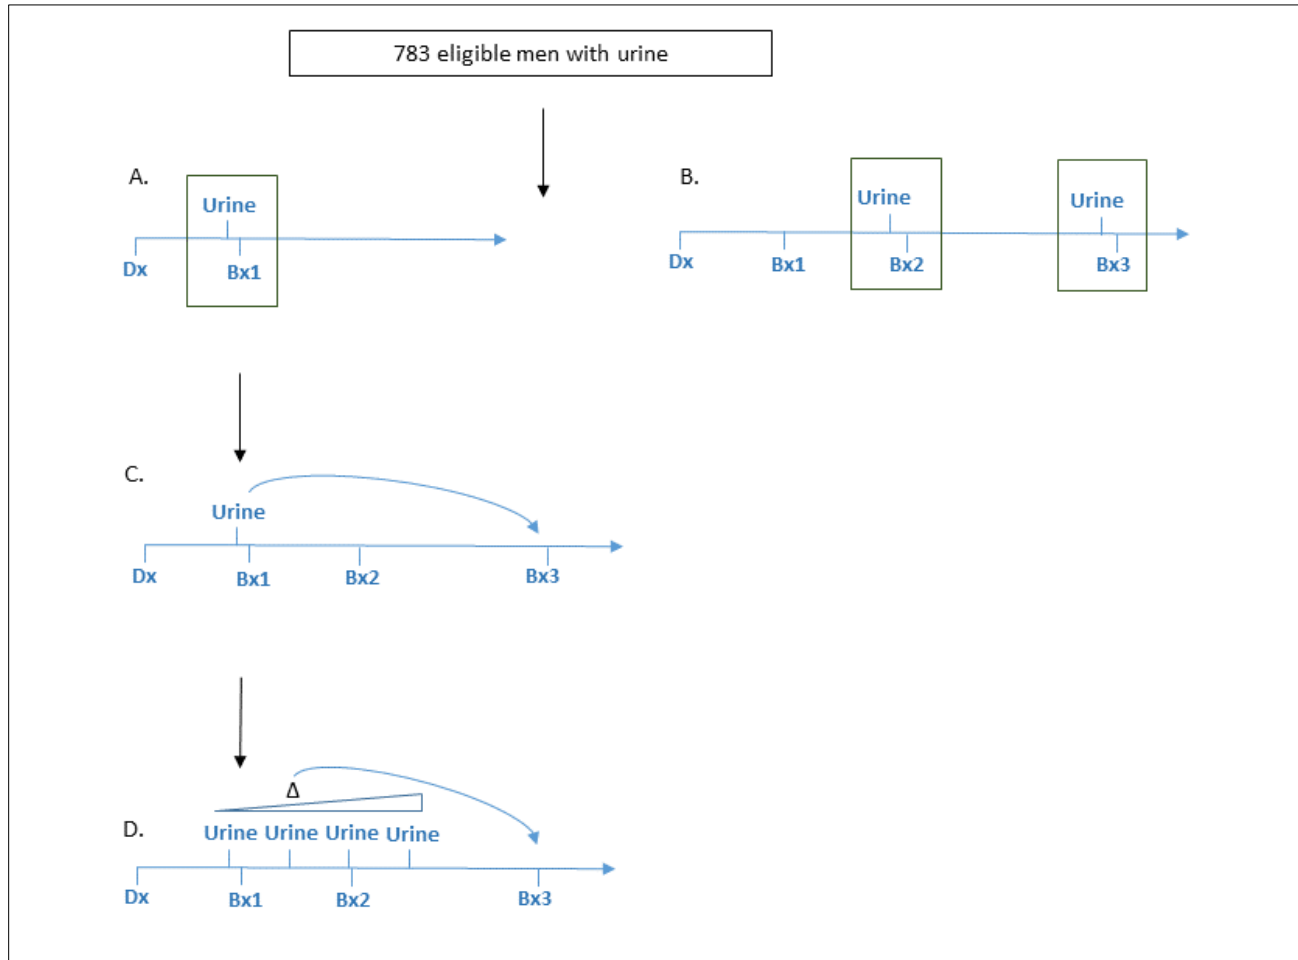 783 eligible men with urine
A.
Urine
Dx
Bx1
B.
Urine
Urine
Dx
Bx1
Bx2
Bx3
C.
Urine
Dx
Bx1
Bx2
Bx3
Δ
D.
Urine Urine Urine Urine
Dx
Bx1
Bx2
Bx3